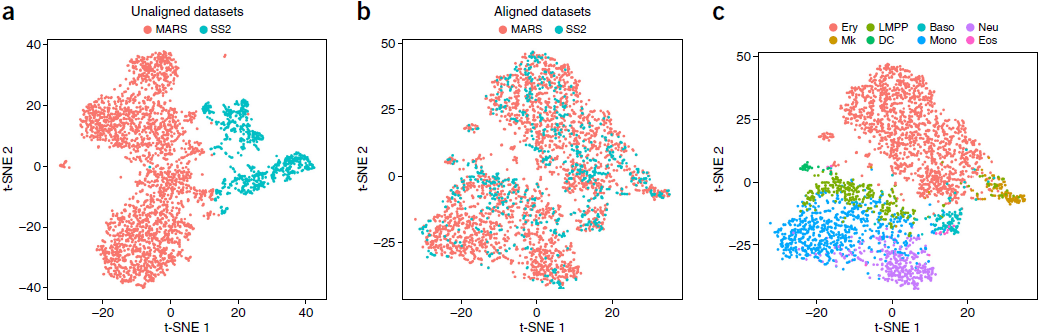 a
Unaligned datasets
MARS SS2
40
20
0
−20
−40
t-SNE 2
−20 0 20 40
t-SNE 1
b
Aligned datasets
MARS SS2
50
25
0
−25
t-SNE 2
−20 0 20
t-SNE 1
c
Ery LMPP Baso Neu
Mk DC Mono Eos
50
25
0
−25
t-SNE 2
−20 0 20
t-SNE 1